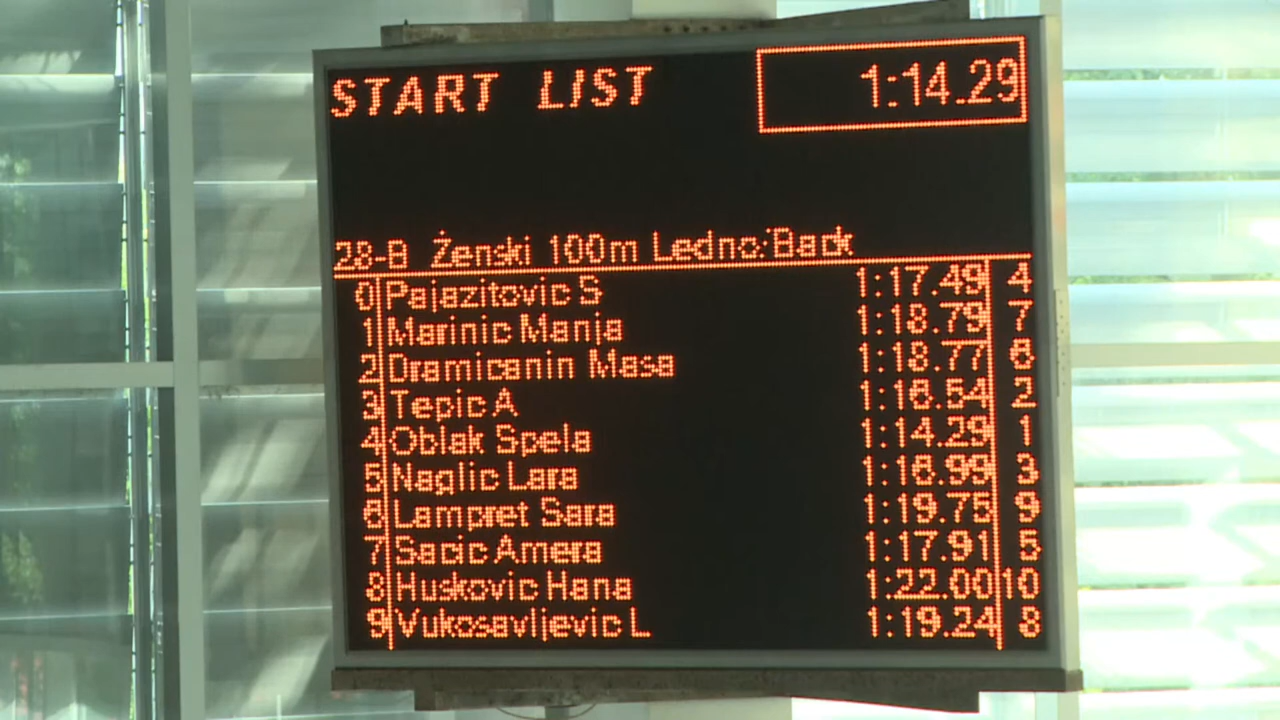 START LIST 1:14.29
28-B Ženski 100m Leđno/Back
0 Pajazitovic S 1:17.49 4
1 Marinic Manja 1:18.79 7
2 Dramicanin Masa 1:18.77 6
3 Tepic A 1:16.54 2
4 Oblak Spela 1:14.29 1
5 Naglic Lara 1:16.99 3
6 Lampret Sara 1:19.75 9
7 Sacic Amera 1:17.91 5
8 Huskovic Hana 1:22.00 10
9 Vukosavljevic L 1:19.24 8